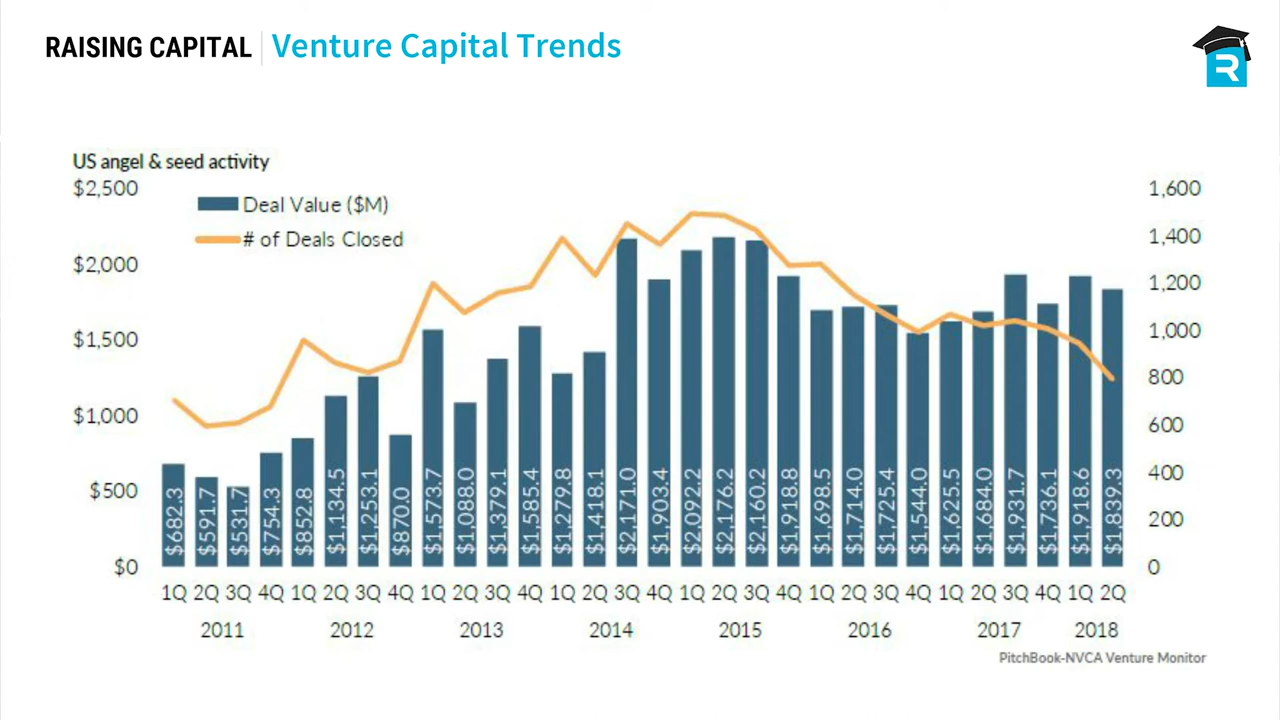 RAISING CAPITAL Venture Capital Trends
R
US angel & seed activity
$2,500 1,600
Deal Value ($M)
1,400
# of Deals Closed
$2,000
1,200
$1,500
1,000
800
$1,000
600
$500
400
200
$0 0
$682.3 $591.7 $531.7 $754.3 $852.8 $1,134.5 $1,253.1 $870.0 $1,573.7 $1,088.0 $1,379.1 $1,585.4 $1,279.8 $1,418.1 $2,171.0 $1,903.4 $2,092.2 $2,176.2 $2,160.2 $1,918.8 $1,698.5 $1,714.0 $1,725.4 $1,544.0 $1,625.5 $1,684.0 $1,931.7 $1,736.1 $1,918.6 $1,839.3
1Q 2Q 3Q 4Q 1Q 2Q 3Q 4Q 1Q 2Q 3Q 4Q 1Q 2Q 3Q 4Q 1Q 2Q 3Q 4Q 1Q 2Q 3Q 4Q 1Q 2Q 3Q 4Q 1Q 2Q
2011 2012 2013 2014 2015 2016 2017 2018
PitchBook-NVCA Venture Monitor